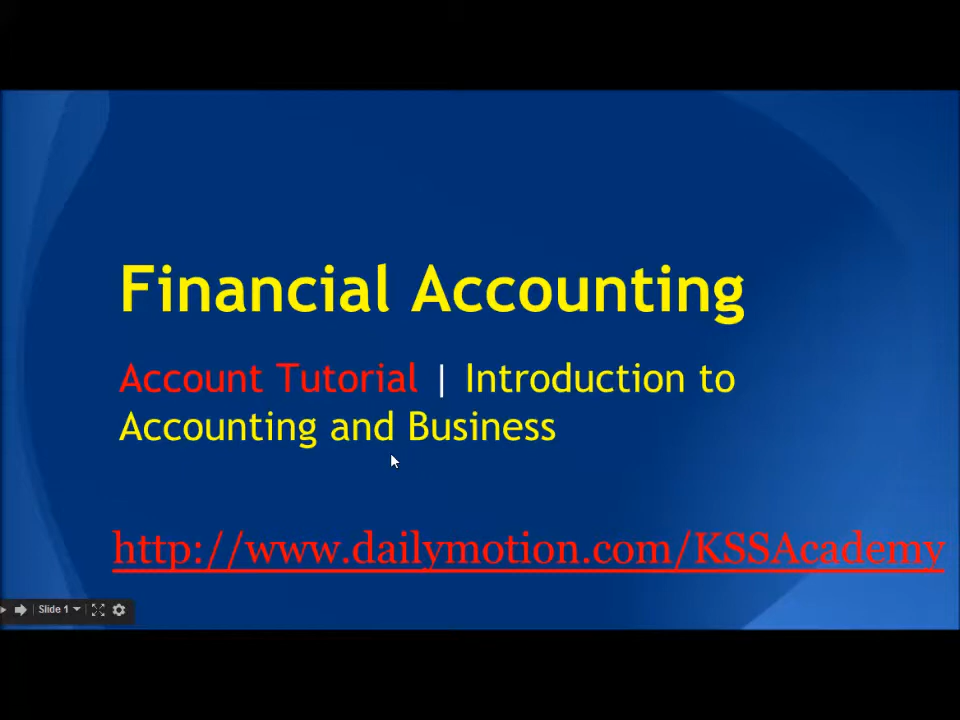 Financial Accounting
Account Tutorial | Introduction to
Accounting and Business
http://www.dailymotion.com/KSSAcademy
Slide 1